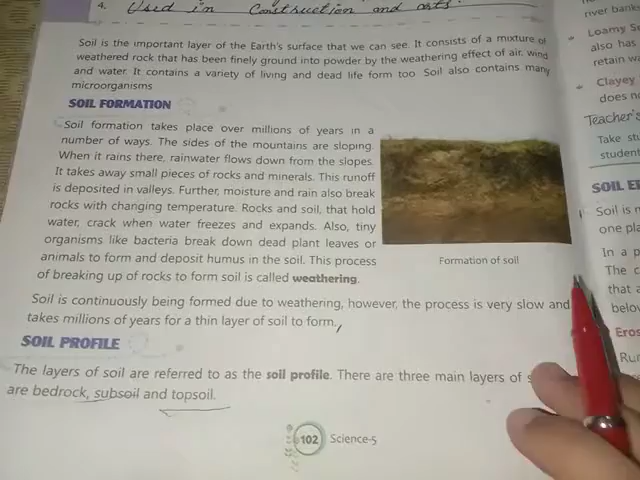 4. Used in Construction and arts.
Soil is the important layer of the Earth's surface that we can see. It consists of a mixture of
weathered rock that has been finely ground into powder by the weathering effect of air, wind
and water. It contains a variety of living and dead life form too. Soil also contains many
microorganisms
SOIL FORMATION
Soil formation takes place over millions of years in a
number of ways. The sides of the mountains are sloping.
When it rains there, rainwater flows down from the slopes.
It takes away small pieces of rocks and minerals. This runoff
is deposited in valleys. Further, moisture and rain also break
rocks with changing temperature. Rocks and soil, that hold
water, crack when water freezes and expands. Also, tiny
organisms like bacteria break down dead plant leaves or
animals to form and deposit humus in the soil. This process
of breaking up of rocks to form soil is called weathering.
Formation of soil
Soil is continuously being formed due to weathering, however, the process is very slow and
takes millions of years for a thin layer of soil to form.
SOIL PROFILE
The layers of soil are referred to as the soil profile. There are three main layers of
are bedrock, subsoil and topsoil.
102 Science-5
river bank
Loamy
also has
retain
Clayey
does
Teacher's
Take
student
SOIL
Soil is
one
In a
The
that
below
Eros
Run